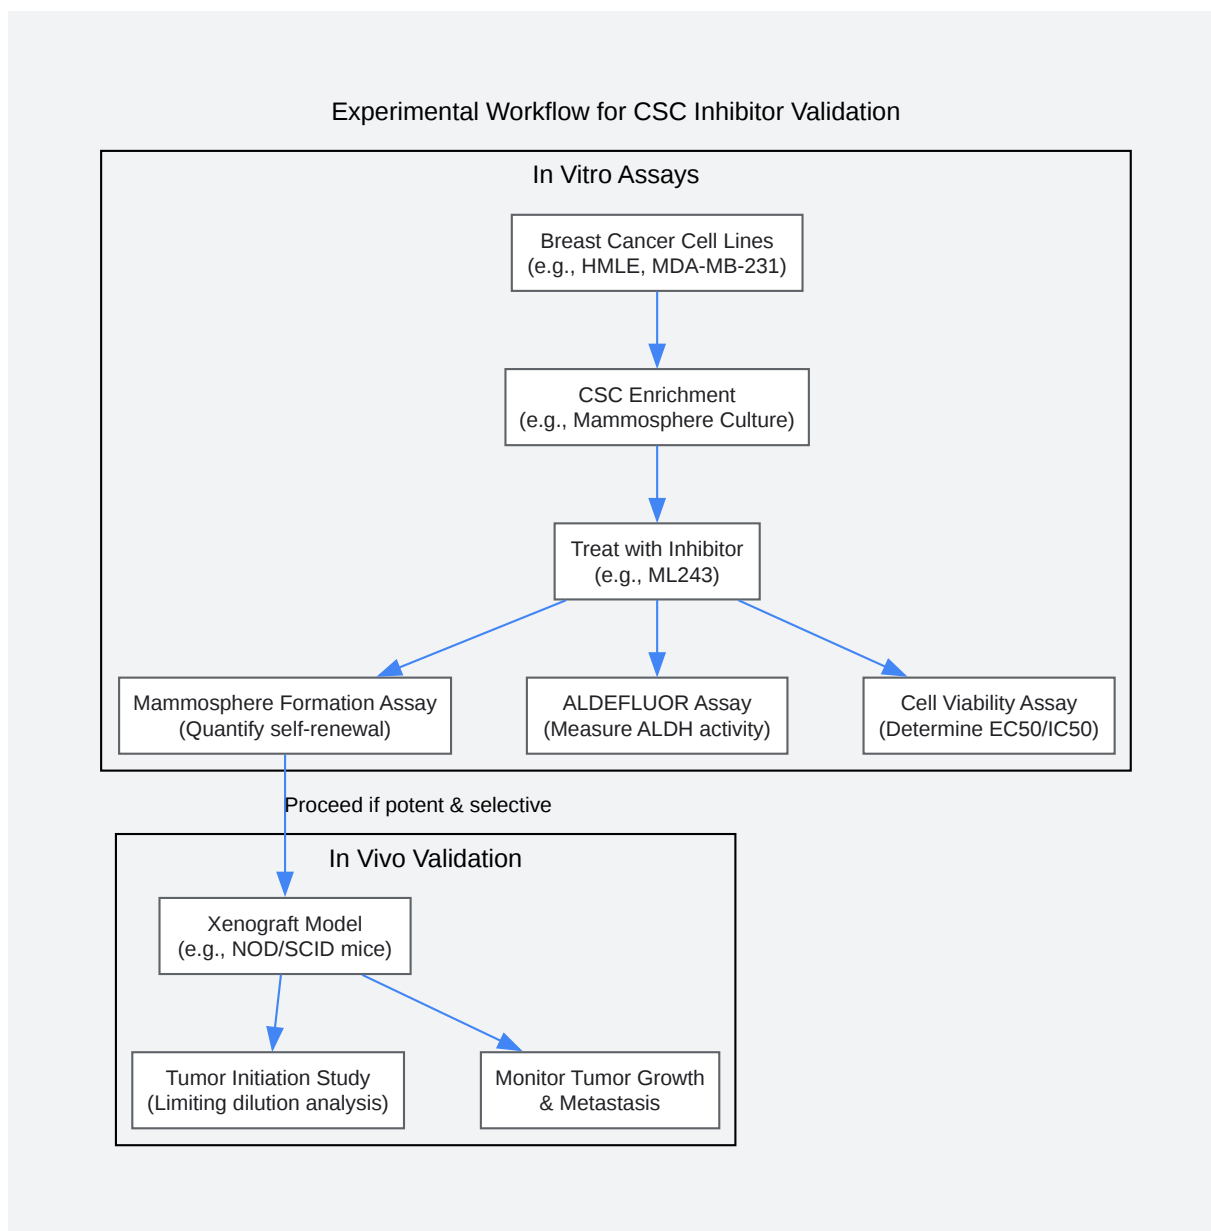 Experimental Workflow for CSC Inhibitor Validation
In Vitro Assays
Breast Cancer Cell Lines
(e.g., HMLE, MDA-MB-231)
CSC Enrichment
(e.g., Mammosphere Culture)
Treat with Inhibitor
(e.g., ML243)
Mammosphere Formation Assay
(Quantify self-renewal)
ALDEFLUOR Assay
(Measure ALDH activity)
Cell Viability Assay
(Determine EC50/IC50)
Proceed if potent & selective
In Vivo Validation
Xenograft Model
(e.g., NOD/SCID mice)
Tumor Initiation Study
(Limiting dilution analysis)
Monitor Tumor Growth
& Metastasis